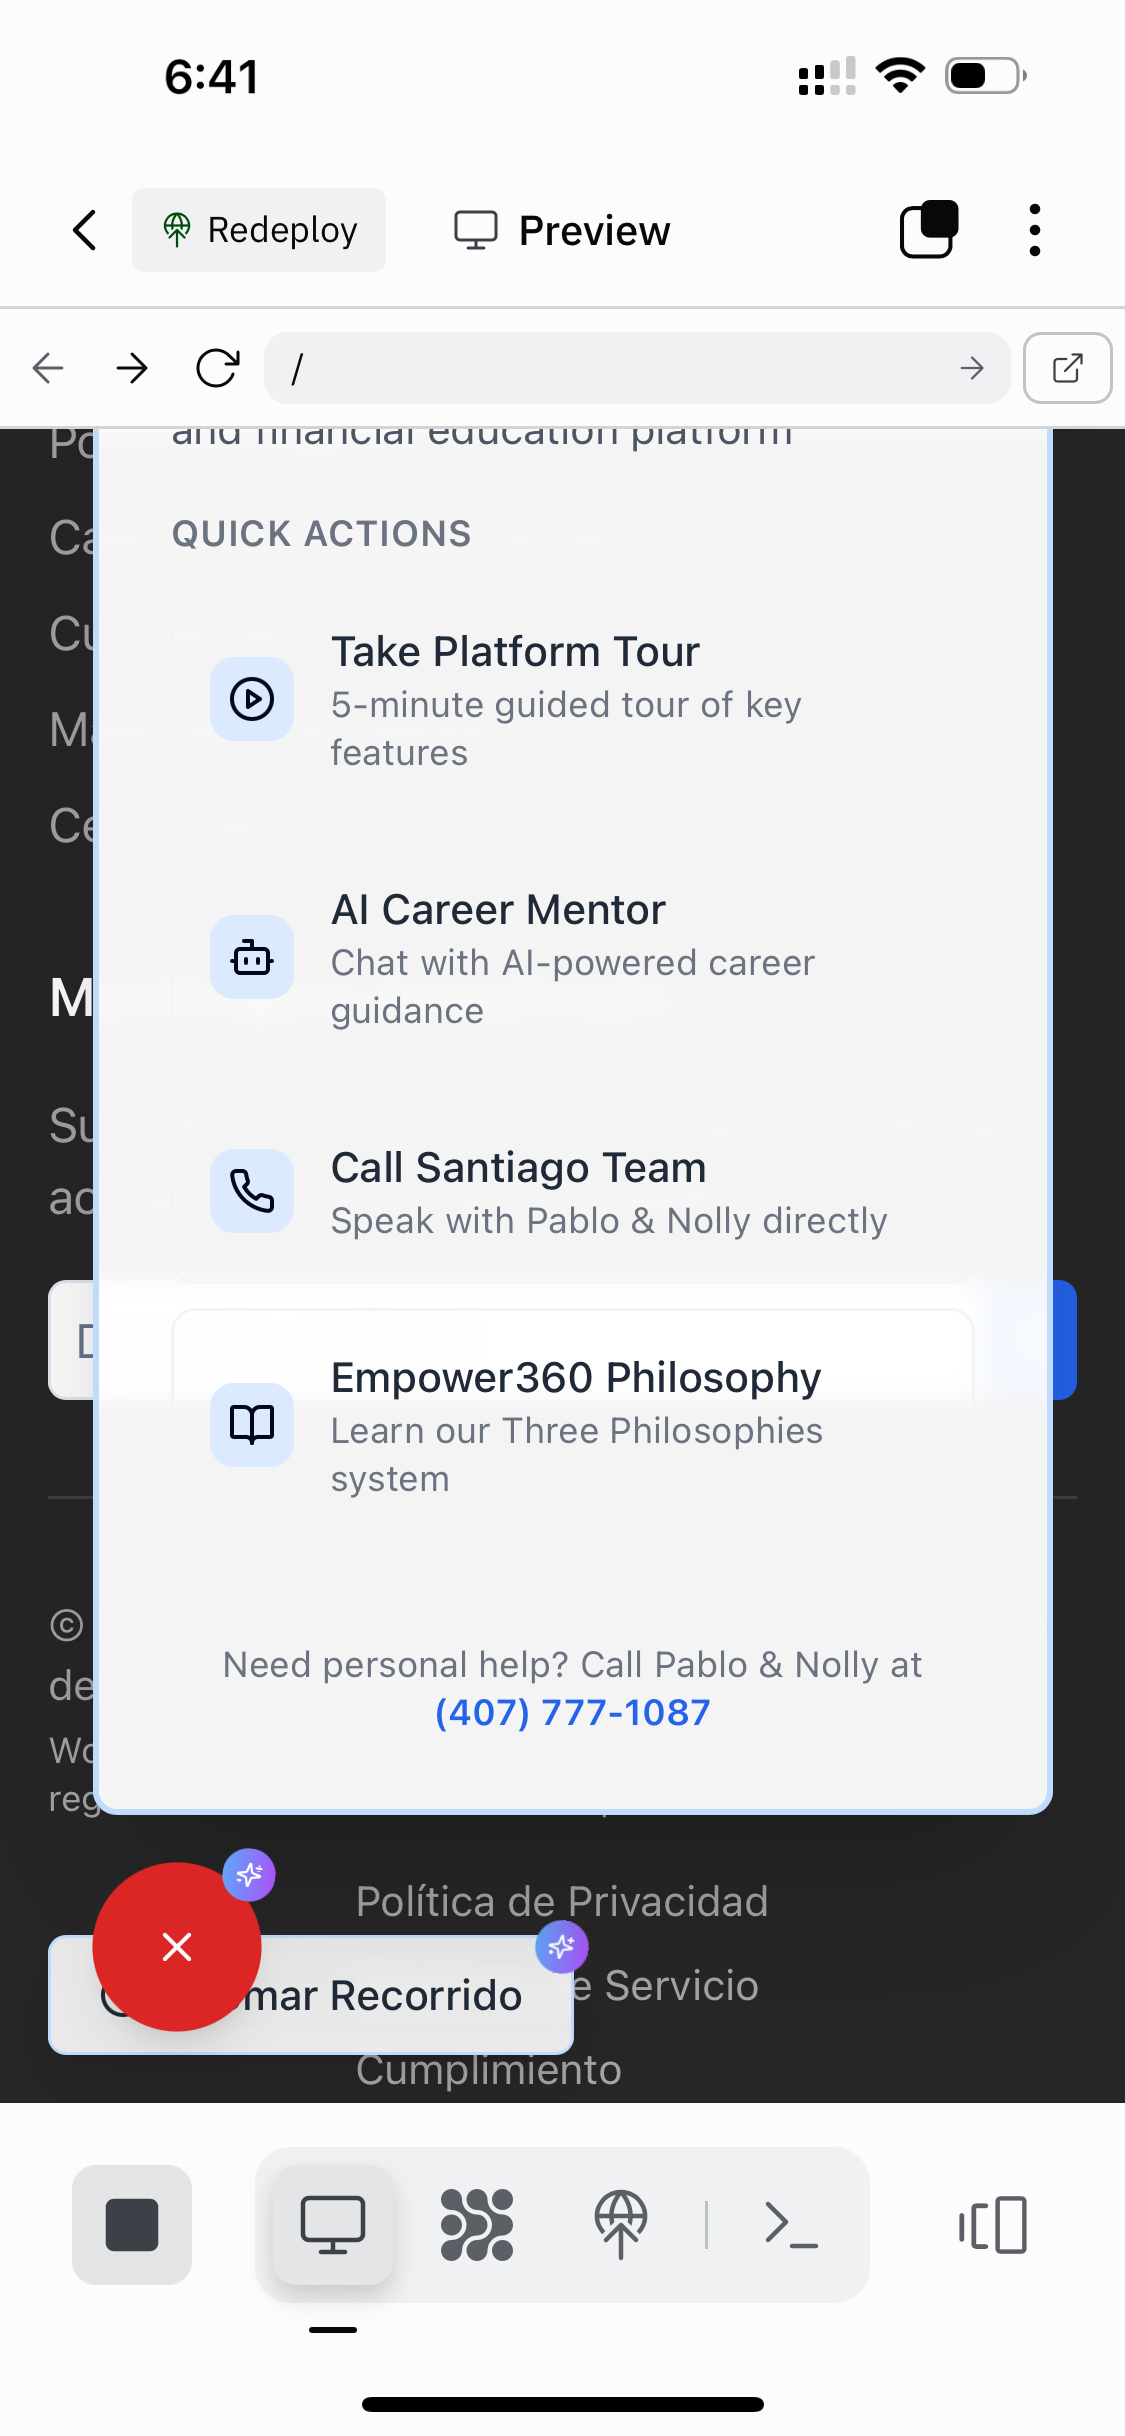 6:41
Redeploy
Preview
/
and financial education platform
QUICK ACTIONS
Take Platform Tour
5-minute guided tour of key
features
AI Career Mentor
Chat with AI-powered career
guidance
Call Santiago Team
Speak with Pablo & Nolly directly
Empower360 Philosophy
Learn our Three Philosophies
system
Need personal help? Call Pablo & Nolly at
(407) 777-1087
©
de
Política de Privacidad
mar Recorrido
e Servicio
Cumplimiento